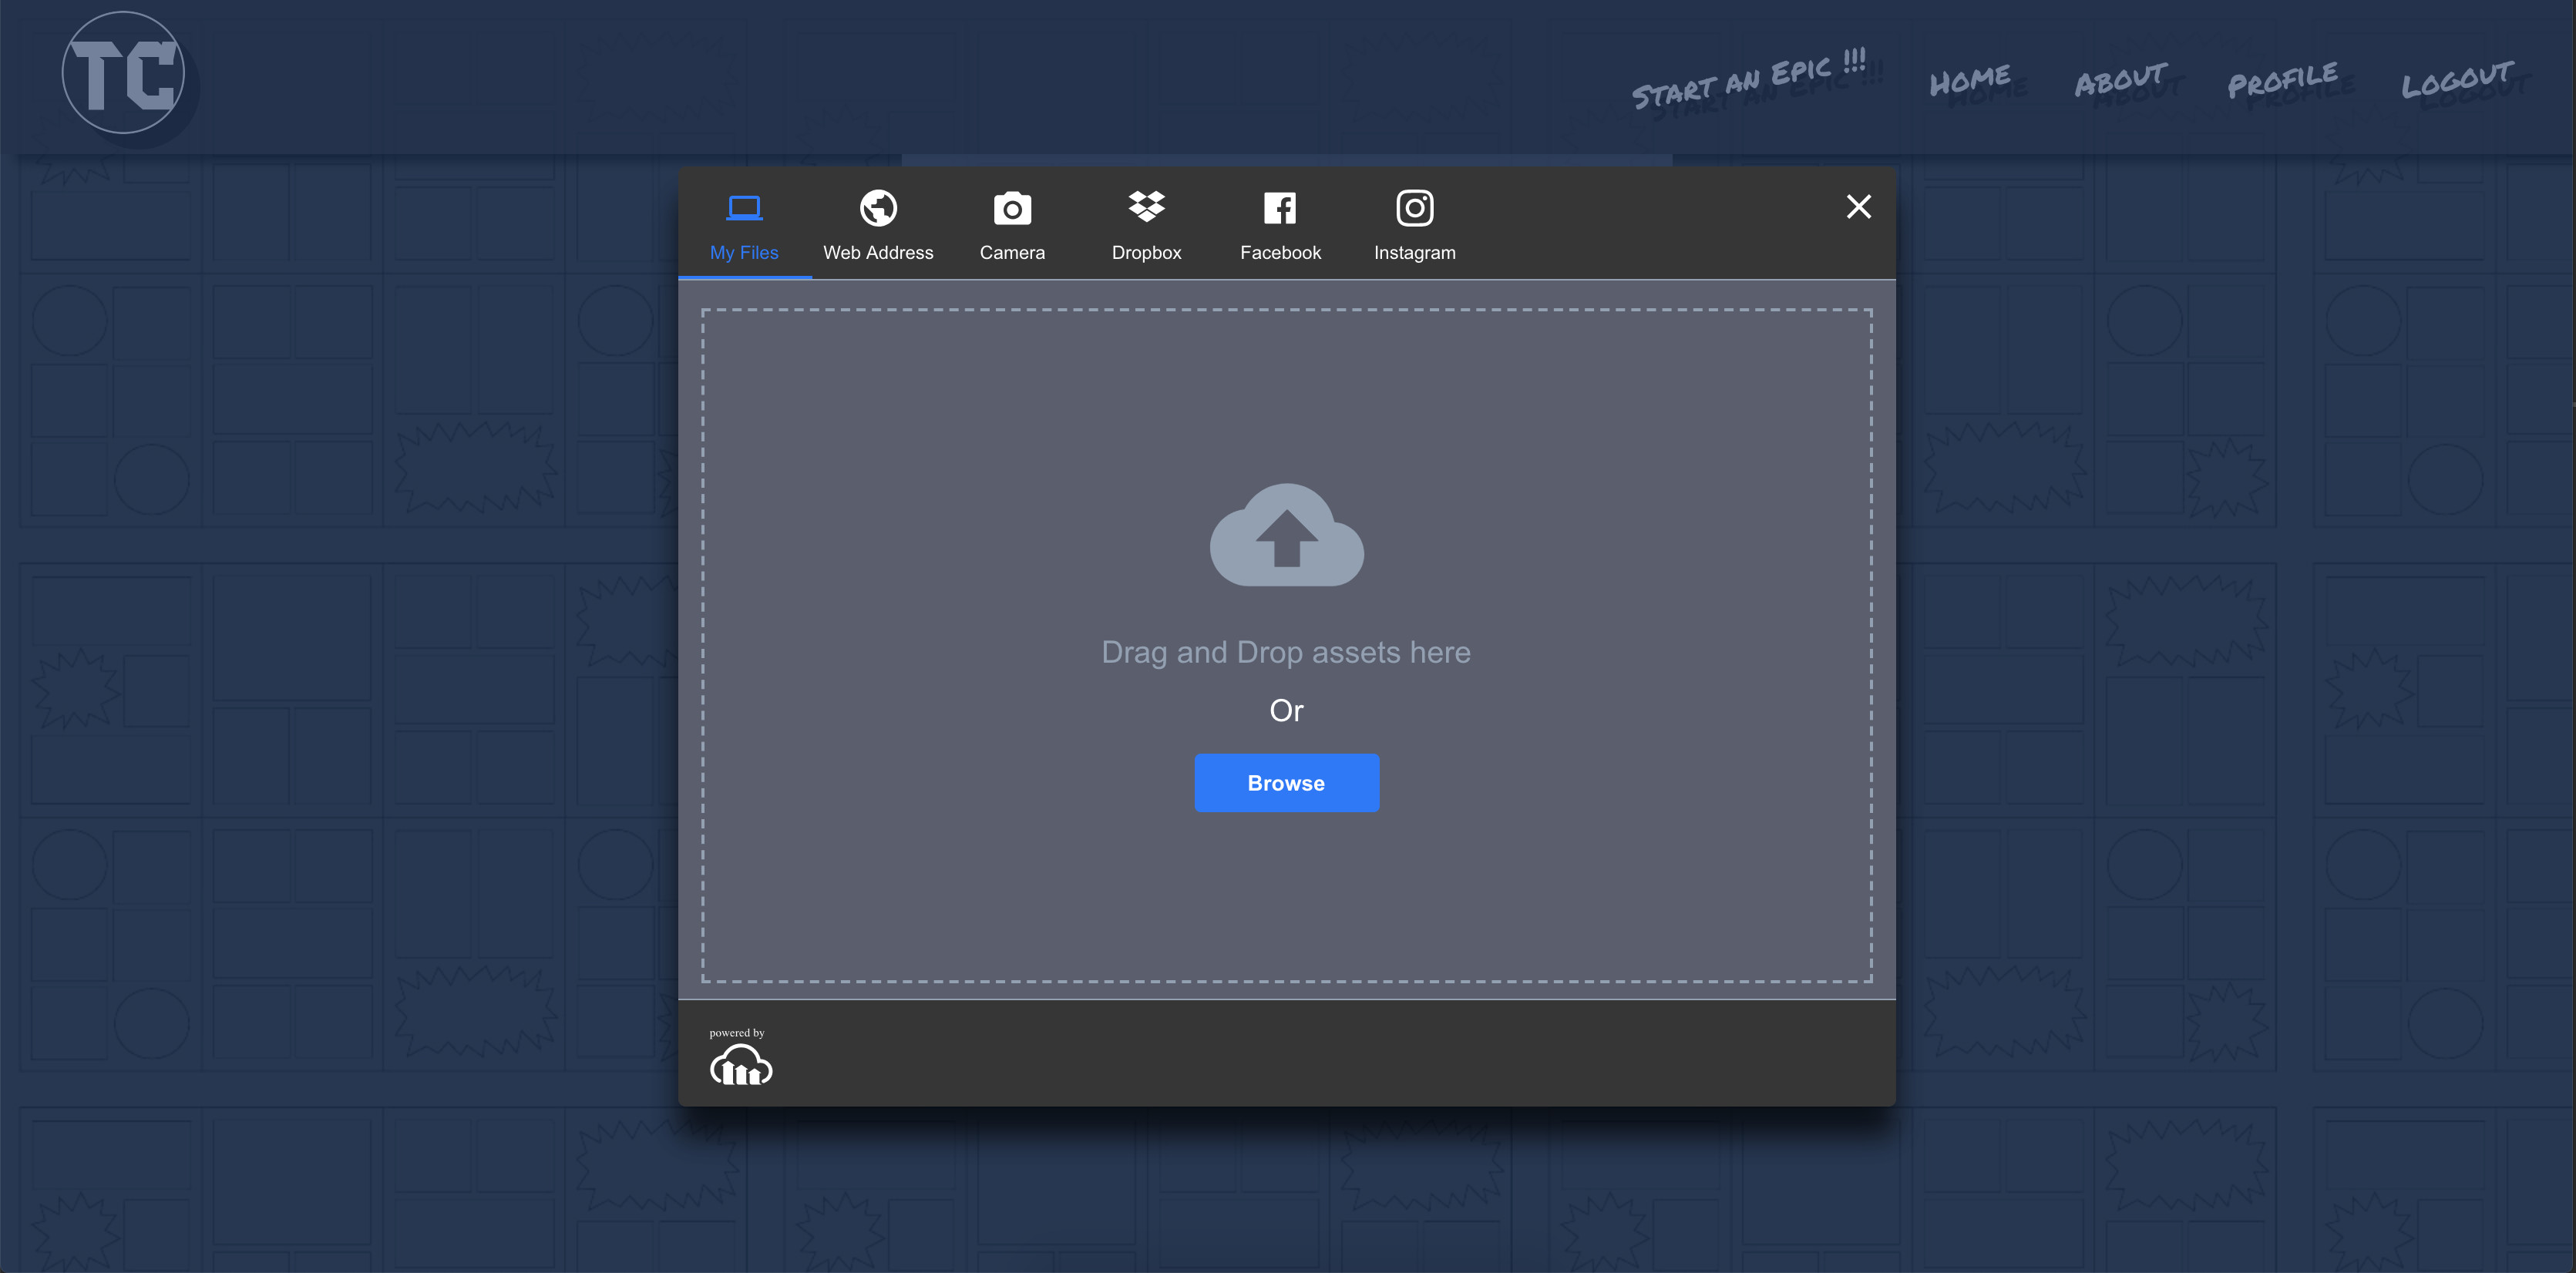 TC
START AN EPIC !!!
HOME
ABOUT
PROFILE
LOGOUT
My Files
Web Address
Camera
Dropbox
Facebook
Instagram
Drag and Drop assets here
Or
Browse
powered by